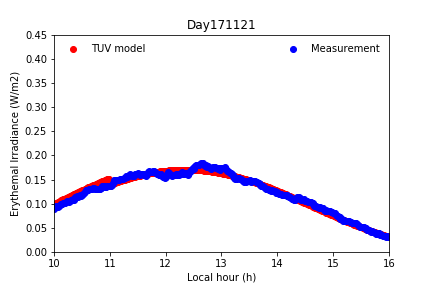 Day171121
TUV model
Measurement
Erythemal Irradiance (W/m2)
0.45
0.40
0.35
0.30
0.25
0.20
0.15
0.10
0.05
0.00
10 11 12 13 14 15 16
Local hour (h)